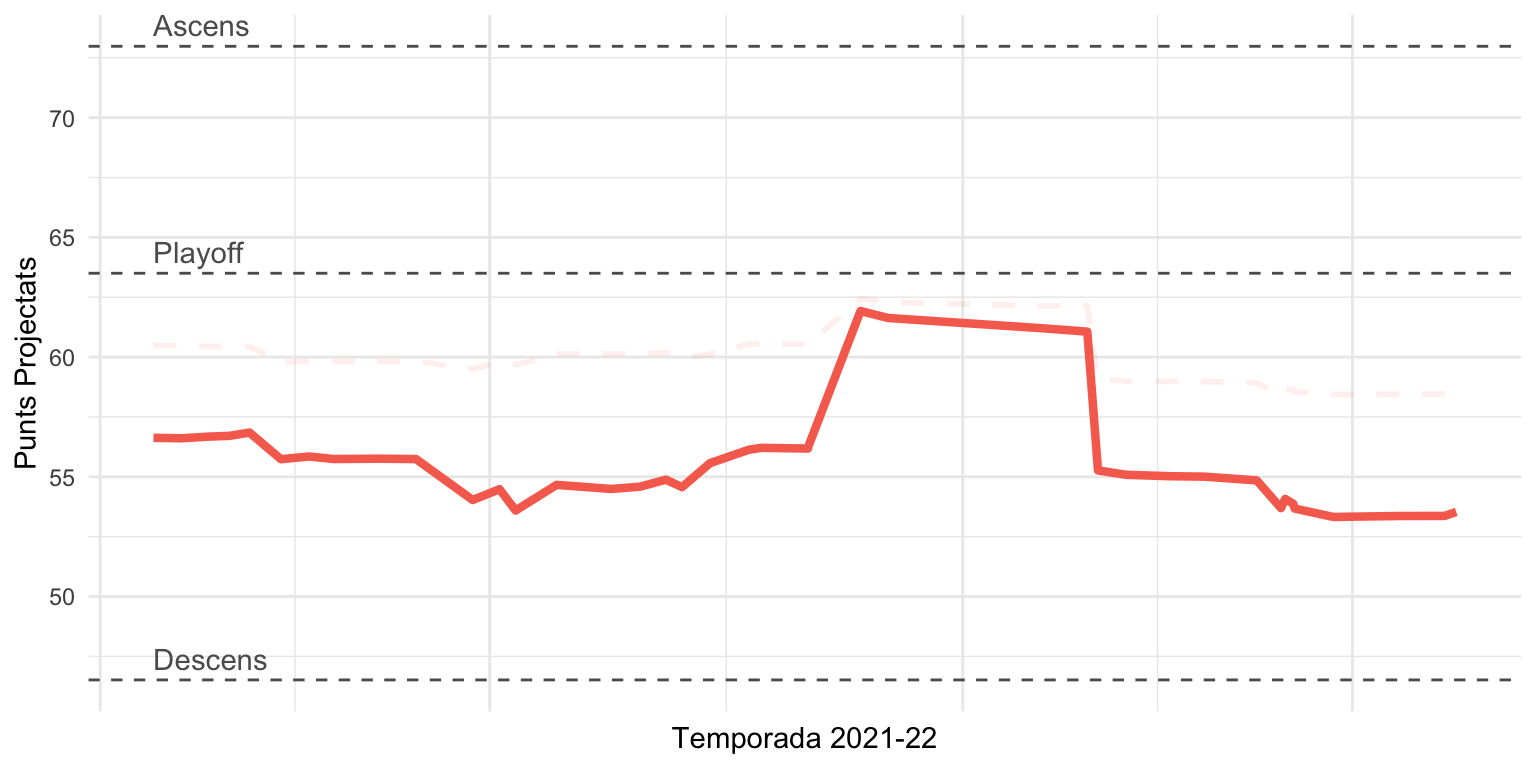 Ascens
70
65
Playoff
60
55
50
Descens
Punts Projectats
Temporada 2021-22